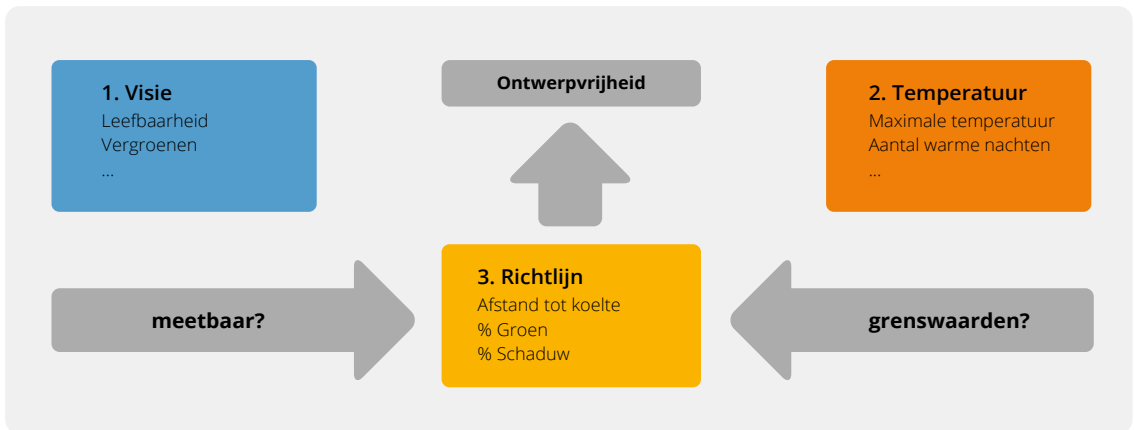 1. Visie
Leefbaarheid
Vergroenen
...
Ontwerpvrijheid
2. Temperatuur
Maximale temperatuur
Aantal warme nachten
...
meetbaar?
3. Richtlijn
Afstand tot koelte
% Groen
% Schaduw
grenswaarden?